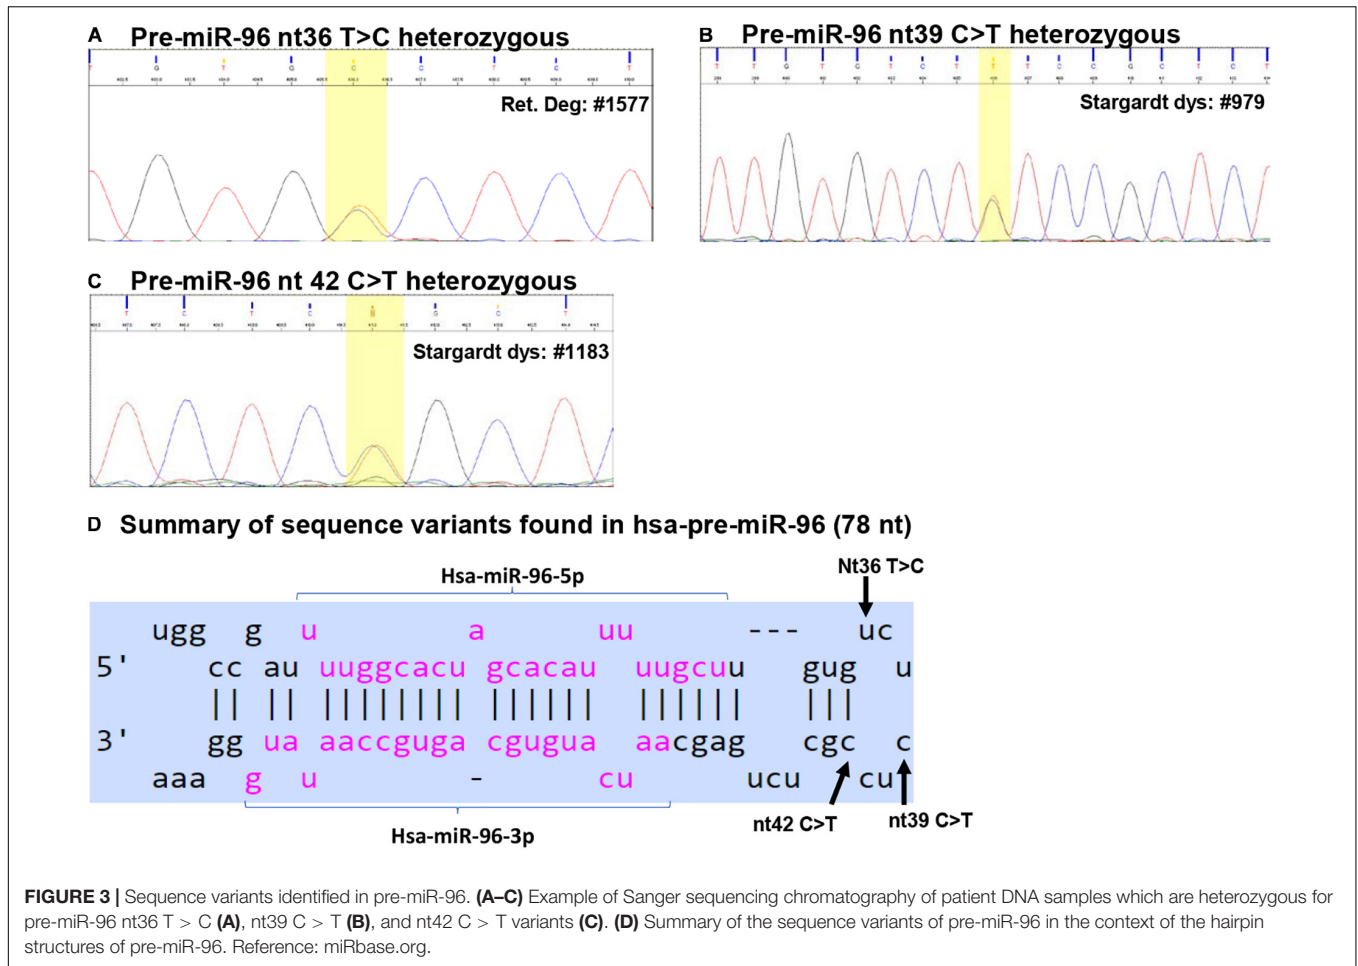 A Pre-miR-96 nt36 T>C heterozygous
T G T G C C T C T
Ret. Deg: #1577
B Pre-miR-96 nt39 C>T heterozygous
T T G T G T C T T T C C G C T C T
Stargardt dys: #979
C Pre-miR-96 nt 42 C>T heterozygous
T C T C N G C T
Stargardt dys: #1183
D Summary of sequence variants found in hsa-pre-miR-96 (78 nt)
Nt36 T>C
Hsa-miR-96-5p
ugg g u a uu --- uc
5' cc au uuggcacu gcacau uugcuu gug u
|| || |||||||| |||||| |||||| |||
3' gg ua aaccguga cgugua aacgag cgc c
aaa g u - cu ucu cu
nt42 C>T nt39 C>T
Hsa-miR-96-3p
FIGURE 3 | Sequence variants identified in pre-miR-96. (A–C) Example of Sanger sequencing chromatography of patient DNA samples which are heterozygous for
pre-miR-96 nt36 T > C (A), nt39 C > T (B), and nt42 C > T variants (C). (D) Summary of the sequence variants of pre-miR-96 in the context of the hairpin
structures of pre-miR-96. Reference: miRbase.org.